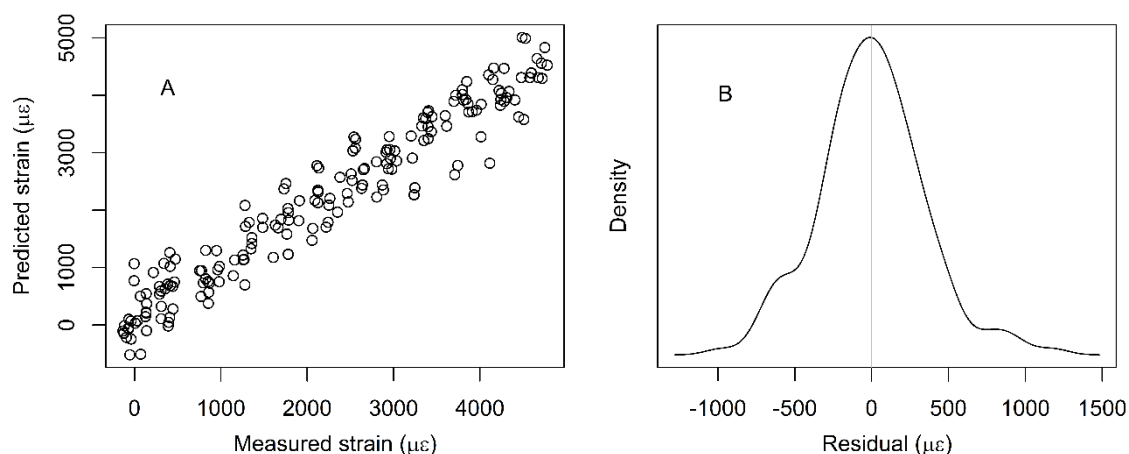 A
Predicted strain (με)
5000
3000
1000
0
0
1000
2000
3000
4000
Measured strain (με)
B
Density
-1000
-500
0
500
1000
1500
Residual (με)